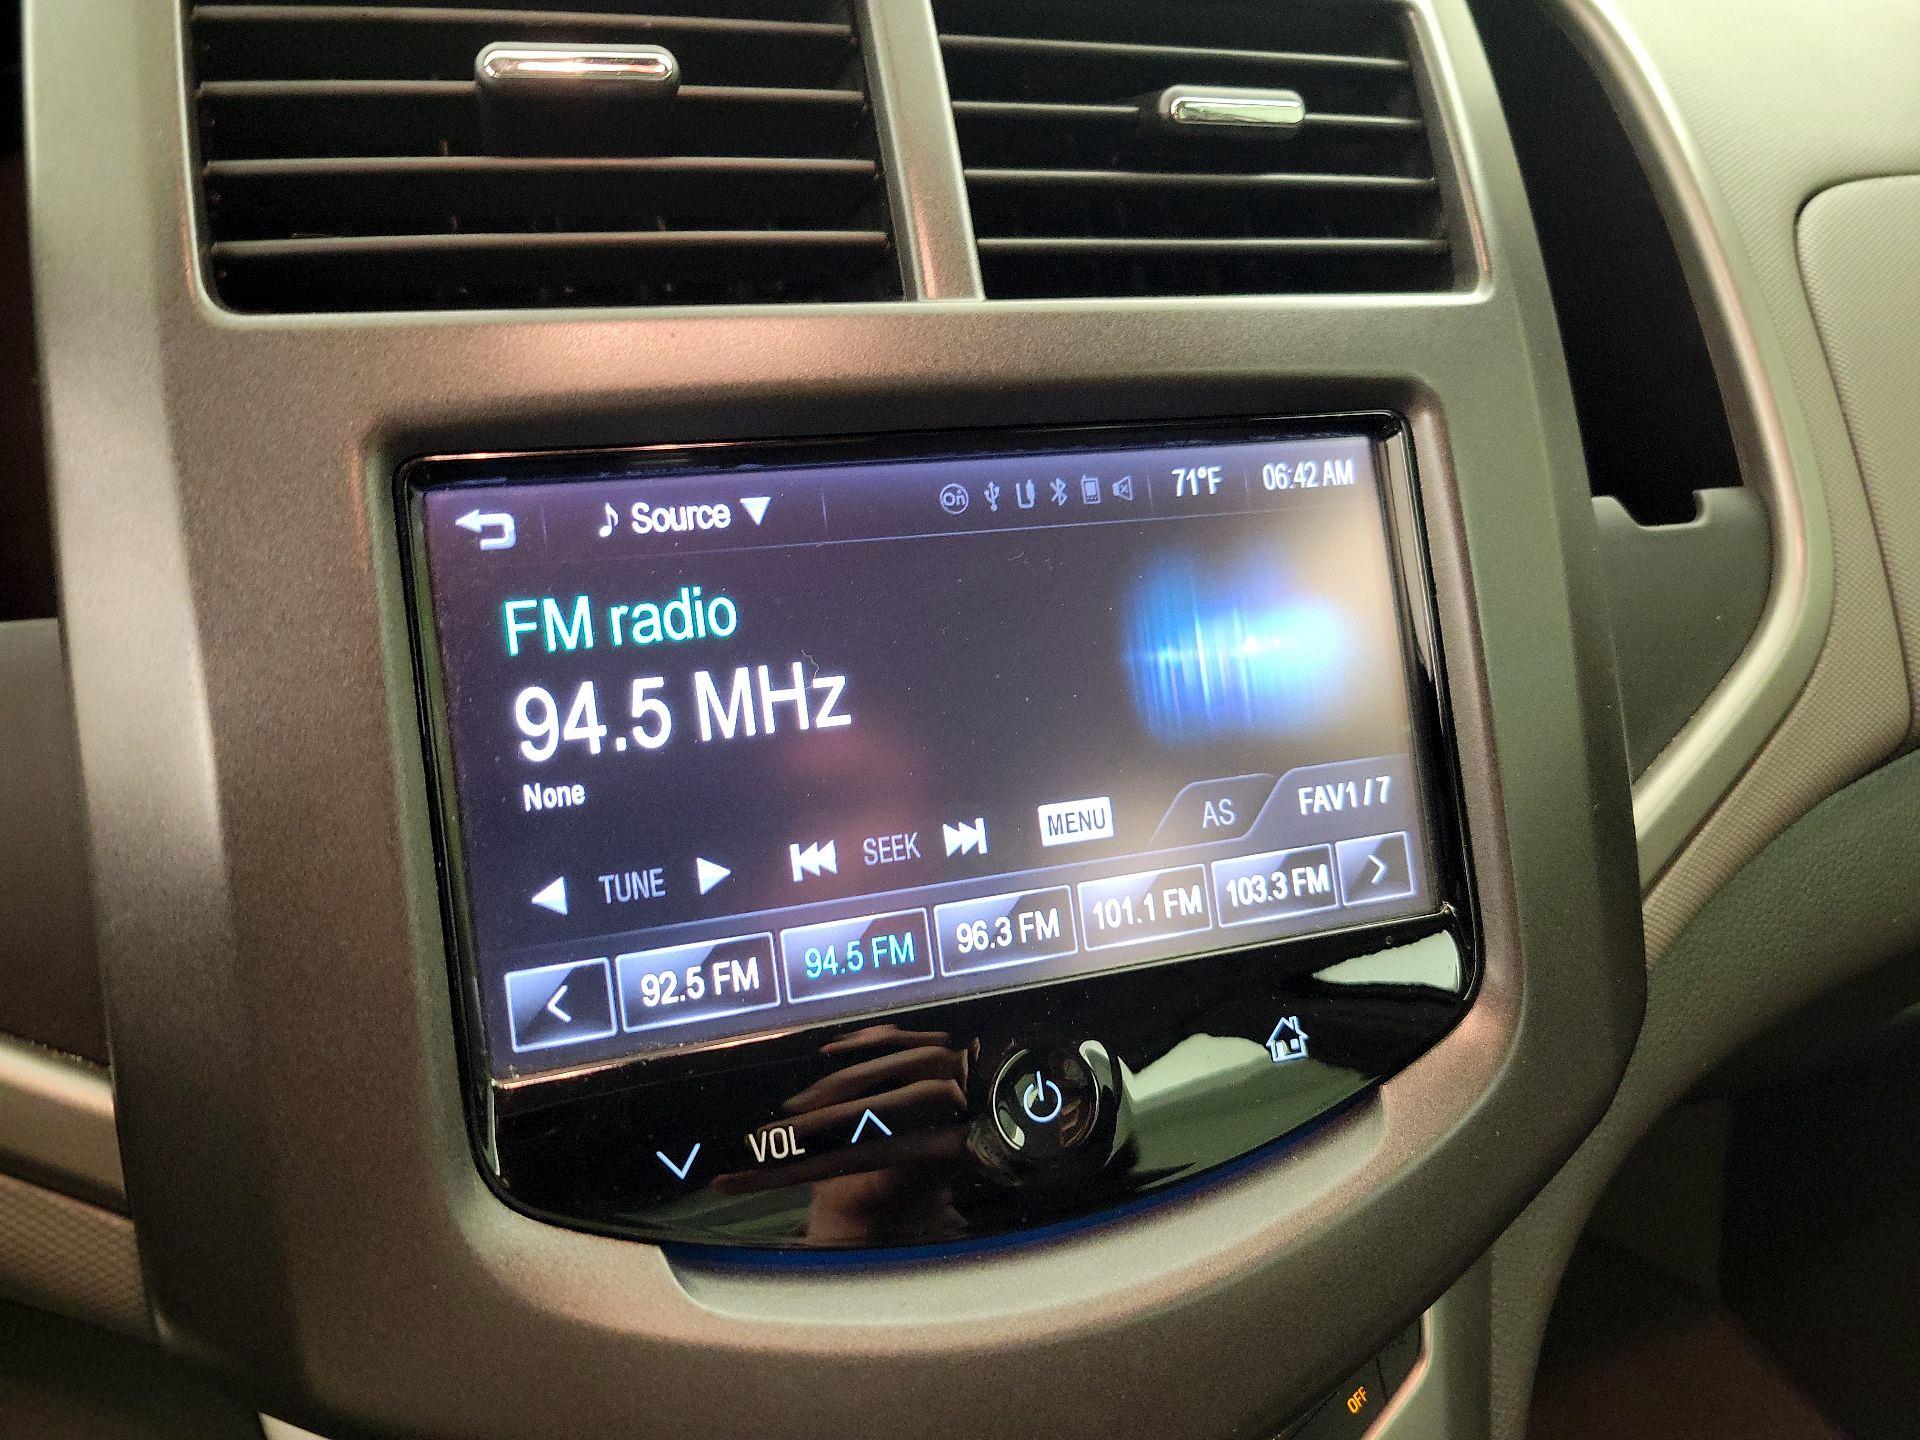 Source On 71°F 06:42 AM
FM radio
94.5 MHz
None
TUNE SEEK MENU AS FAV1 / 7
92.5 FM 94.5 FM 96.3 FM 101.1 FM 103.3 FM
VOL
OFF